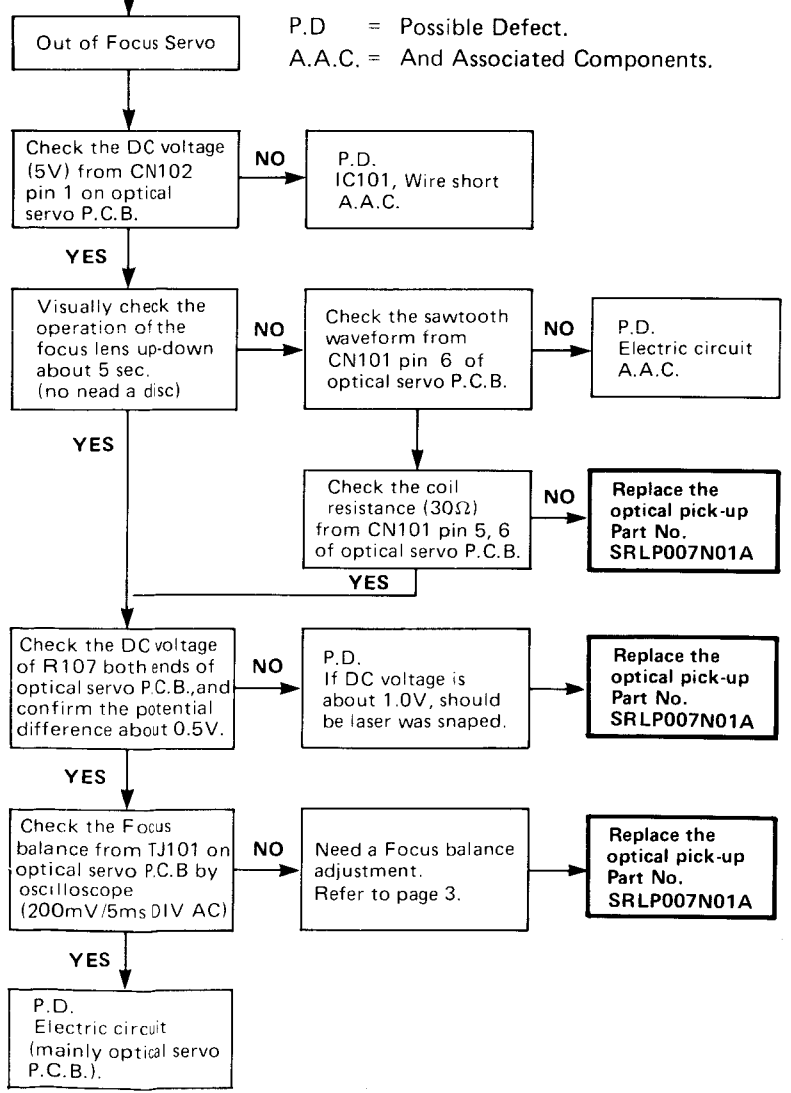 Out of Focus Servo
P.D = Possible Defect.
A.A.C. = And Associated Components.
Check the DC voltage
(5V) from CN102
pin 1 on optical
servo P.C.B.
NO
P.D.
IC101, Wire short
A.A.C.
YES
Visually check the
operation of the
focus lens up-down
about 5 sec.
(no nead a disc)
NO
Check the sawtooth
waveform from
CN101 pin 6 of
optical servo P.C.B.
NO
P.D.
Electric circuit
A.A.C.
YES
Check the coil
resistance (30Ω)
from CN101 pin 5, 6
of optical servo P.C.B.
NO
Replace the
optical pick-up
Part No.
SRLP007N01A
YES
Check the DC voltage
of R107 both ends of
optical servo P.C.B.,and
confirm the potential
difference about 0.5V.
NO
P.D.
If DC voltage is
about 1.0V, should
be laser was snaped.
Replace the
optical pick-up
Part No.
SRLP007N01A
YES
Check the Focus
balance from TJ101 on
optical servo P.C.B by
oscilloscope
(200mV/5ms DIV AC)
NO
Need a Focus balance
adjustment.
Refer to page 3.
Replace the
optical pick-up
Part No.
SRLP007N01A
YES
P.D.
Electric circuit
(mainly optical servo
P.C.B.).